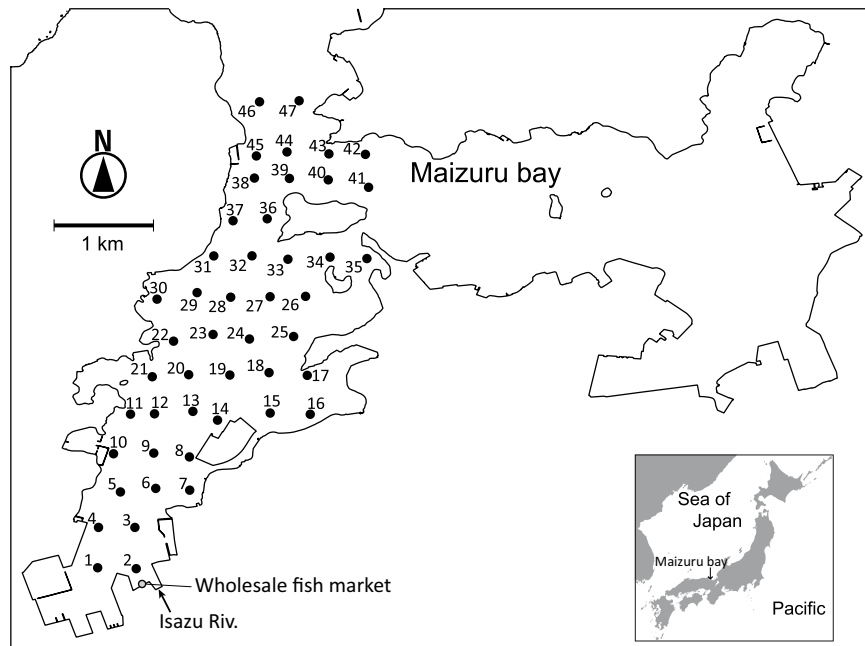 46 47
45 44 43 42
N
38 39 40 41
Maizuru bay
37 36
1 km
31 32 33 34 35
30 29 28 27 26
22 23 24 25
21 20 19 18 17
11 12 13 14 15 16
10 9 8
5 6 7
4 3
1 2
Wholesale fish market
Isazu Riv.
Sea of
Japan
Maizuru bay
Pacific